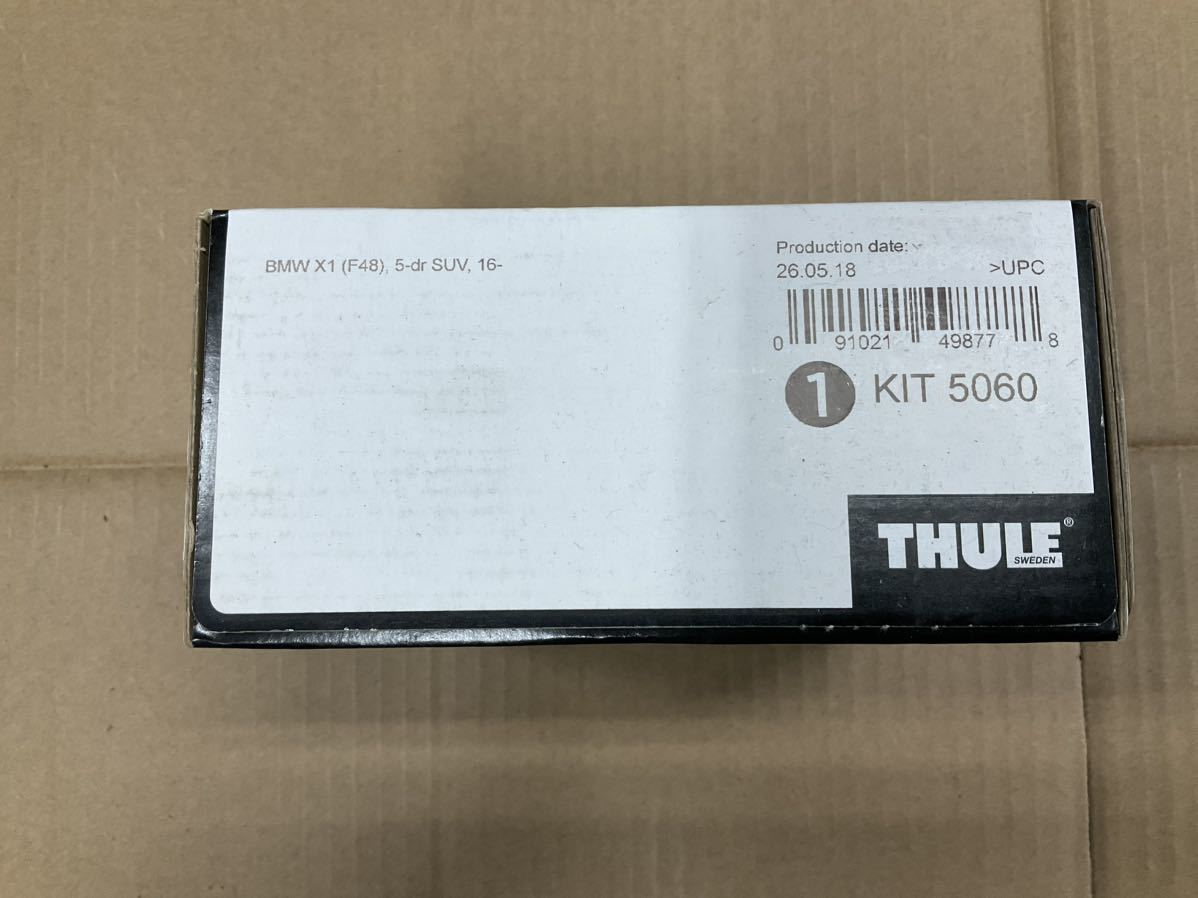 BMW X1 (F48), 5-dr SUV, 16-
Production date:
26.05.18 >UPC
0 91021 49877 8
1 KIT 5060
THULE®
SWEDEN